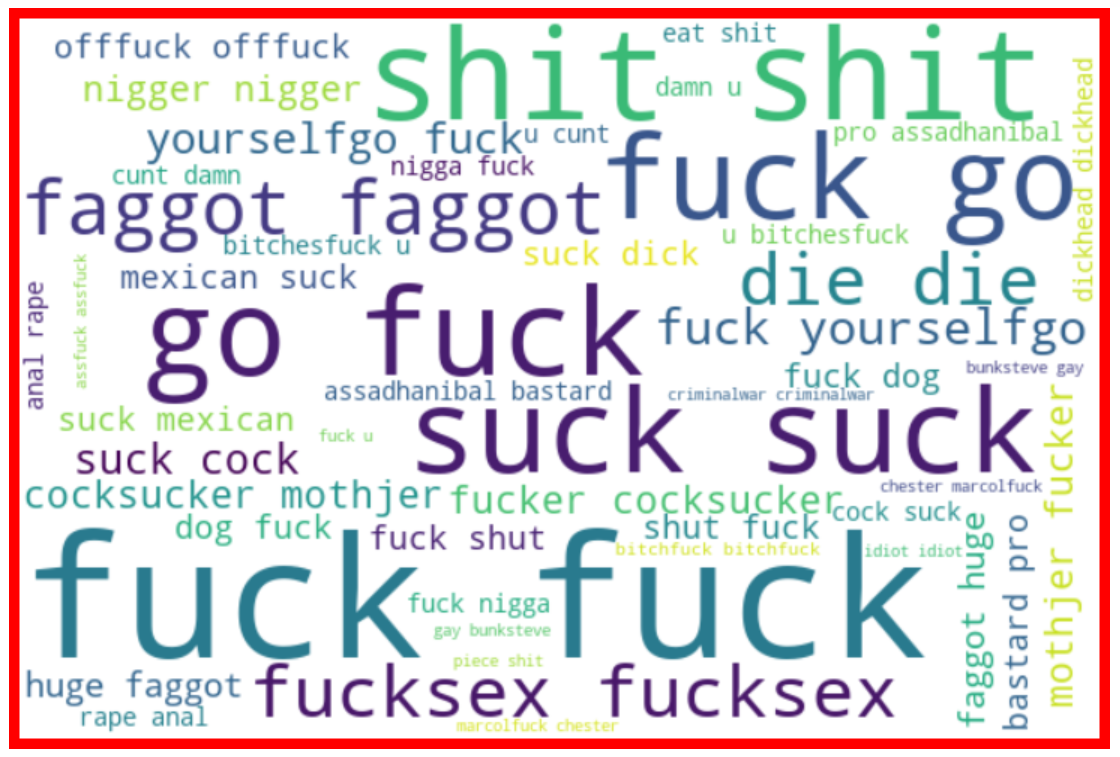 offfuck offfuck
shit shit
eat shit
nigger nigger
damn u
yourselfgo fuck
u cunt
pro assadhanibal
dickhead dickhead
cunt damn
nigga fuck
fuck go
faggot faggot
bitchesfuck u
suck dick
u bitchesfuck
mexican suck
die die
anal rape
assfuck assfuck
go fuck
fuck yourselfgo
fuck dog
bunksteve gay
assadhanibal bastard
criminalwar criminalwar
suck mexican
fuck u
suck suck
suck cock
mothjer fucker
chester marcolfuck
cocksucker mothjer
fucker cocksucker
cock suck
dog fuck
fuck shut
shut fuck
bitchfuck bitchfuck
idiot idiot
faggot huge
bastard pro
fuck fuck
fuck nigga
gay bunksteve
piece shit
huge faggot
fucksex fucksex
rape anal
marcolfuck chester